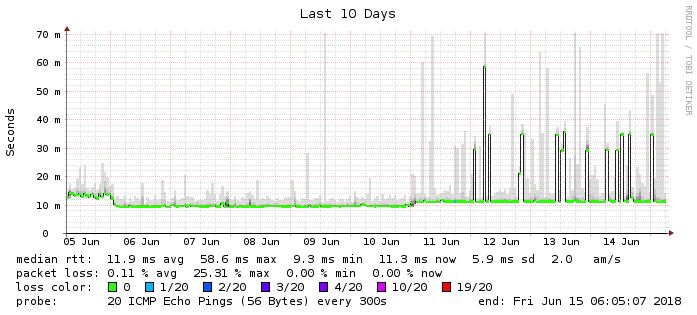 Last 10 Days
RRDTOOL / TOBI OETIKER
Seconds
70 m
60 m
50 m
40 m
30 m
20 m
10 m
0
05 Jun 06 Jun 07 Jun 08 Jun 09 Jun 10 Jun 11 Jun 12 Jun 13 Jun 14 Jun
median rtt: 11.9 ms avg 58.6 ms max 9.3 ms min 11.3 ms now 5.9 ms sd 2.0 am/s
packet loss: 0.11 % avg 25.31 % max 0.00 % min 0.00 % now
loss color: 0 1/20 2/20 3/20 4/20 10/20 19/20
probe: 20 ICMP Echo Pings (56 Bytes) every 300s end: Fri Jun 15 06:05:07 2018